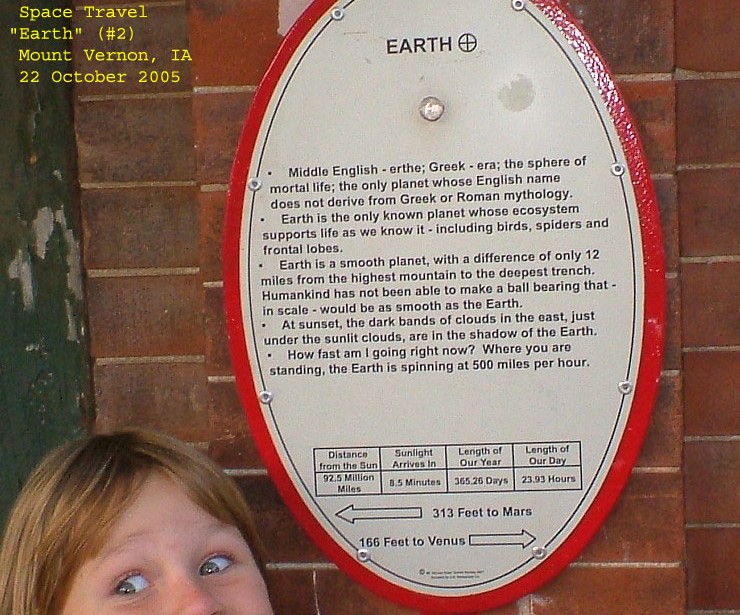 Space Travel
"Earth" (#2)
Mount Vernon, IA
22 October 2005
EARTH ⊕
• Middle English - erthe; Greek - era; the sphere of
mortal life; the only planet whose English name
does not derive from Greek or Roman mythology.
• Earth is the only known planet whose ecosystem
supports life as we know it - including birds, spiders and
frontal lobes.
• Earth is a smooth planet, with a difference of only 12
miles from the highest mountain to the deepest trench.
Humankind has not been able to make a ball bearing that -
in scale - would be as smooth as the Earth.
• At sunset, the dark bands of clouds in the east, just
under the sunlit clouds, are in the shadow of the Earth.
• How fast am I going right now? Where you are
standing, the Earth is spinning at 500 miles per hour.
Distance from the Sun
Sunlight Arrives In
Length of Our Year
Length of Our Day
92.5 Million Miles
8.5 Minutes
365.26 Days
23.93 Hours
313 Feet to Mars
166 Feet to Venus